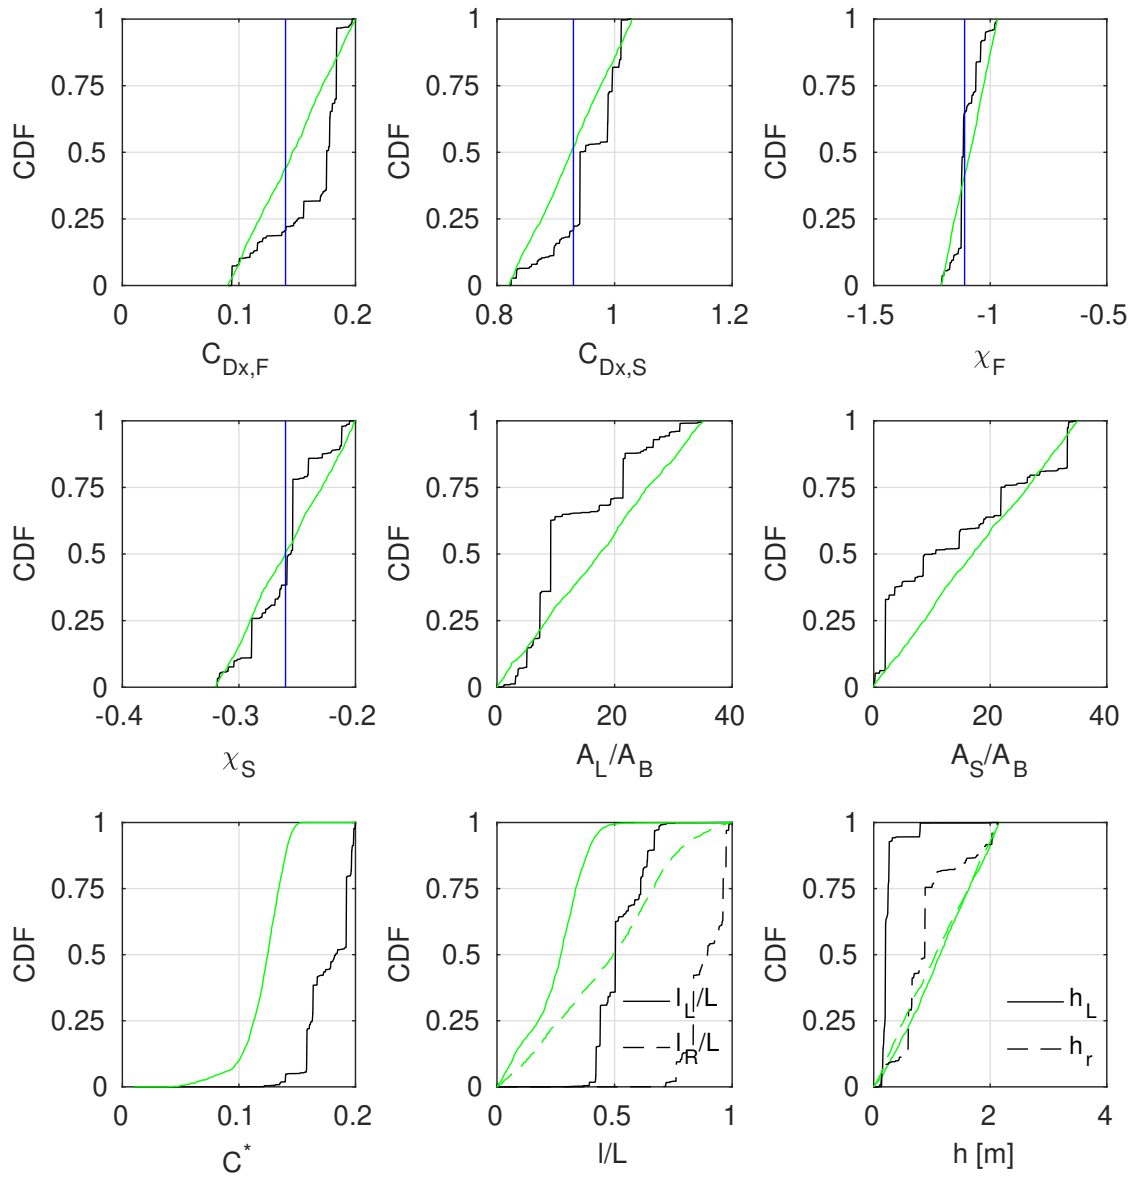 1 1 1
0.75 0.75 0.75
CDF CDF CDF
0.5 0.5 0.5
0.25 0.25 0.25
0 0 0
0 0.1 0.2 0.8 1 1.2 -1.5 -1 -0.5
C_{Dx,F} C_{Dx,S} χ_F
1 1 1
0.75 0.75 0.75
CDF CDF CDF
0.5 0.5 0.5
0.25 0.25 0.25
0 0 0
-0.4 -0.3 -0.2 0 20 40 0 20 40
χ_S A_L/A_B A_S/A_B
1 1 1
0.75 0.75 0.75
CDF CDF CDF
0.5 0.5 0.5
l_L/L h_L
0.25 0.25 0.25
l_R/L h_r
0 0 0
0 0.1 0.2 0 0.5 1 0 2 4
C^* l/L h [m]